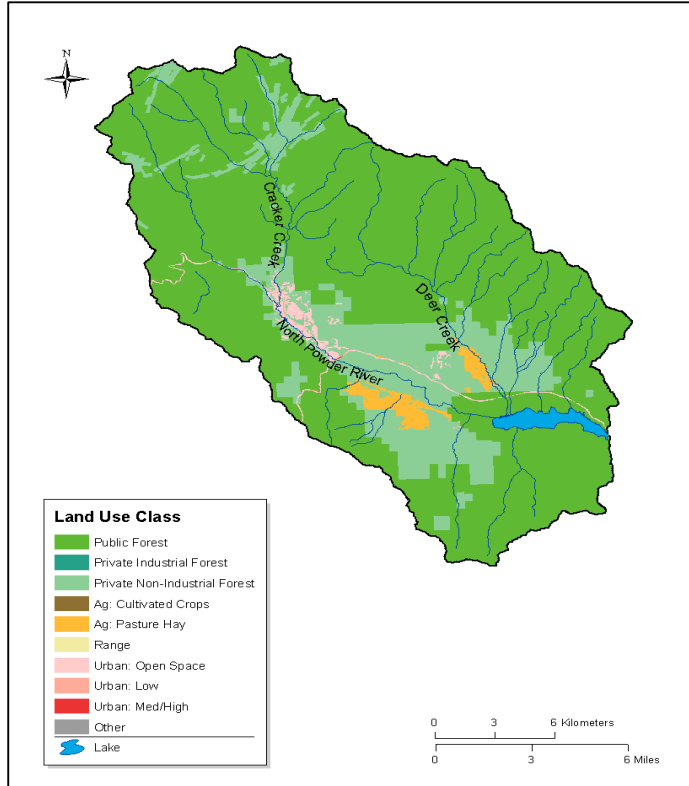 N
Cracker Creek
Deer Creek
North Powder River
Land Use Class
Public Forest
Private Industrial Forest
Private Non-Industrial Forest
Ag: Cultivated Crops
Ag: Pasture Hay
Range
Urban: Open Space
Urban: Low
Urban: Med/High
Other
Lake
0 3 6 Kilometers
0 3 6 Miles